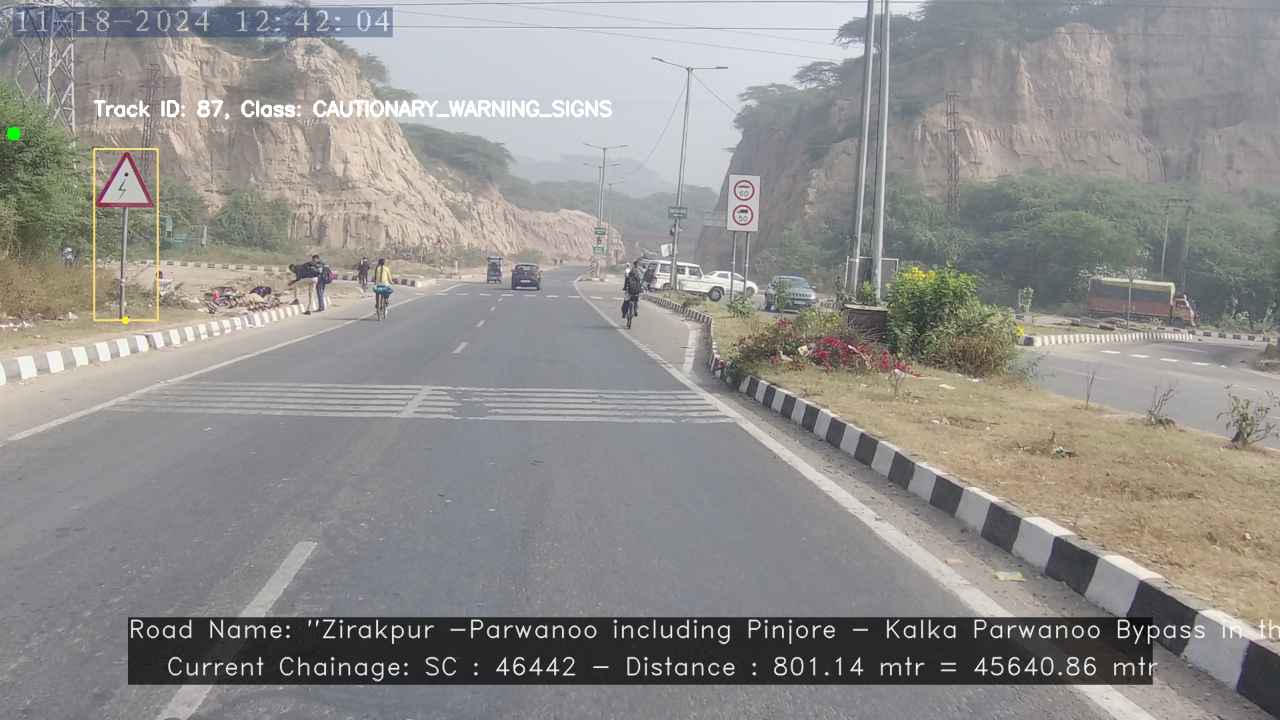 11-18-2024 12:42:04
Track ID: 87, Class: CAUTIONARY_WARNING_SIGNS
Road Name: "Zirakpur -Parwanoo including Pinjore - Kalka Parwanoo Bypass in th
Current Chainage: SC : 46442 - Distance : 801.14 mtr = 45640.86 mtr